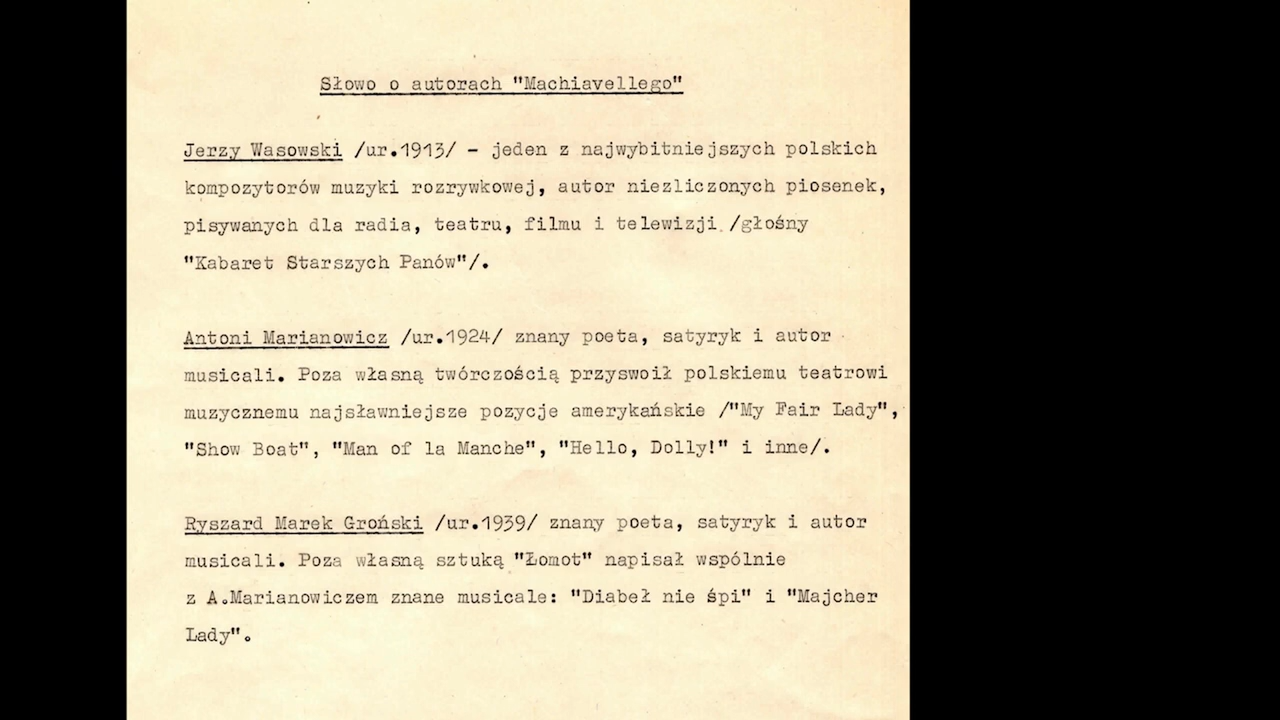 Słowo o autorach "Machiavellego"
Jerzy Wasowski /ur.1913/ - jeden z najwybitniejszych polskich
kompozytorów muzyki rozrywkowej, autor niezliczonych piosenek,
pisywanych dla radia, teatru, filmu i telewizji /głośny
"Kabaret Starszych Panów"/.
Antoni Marianowicz /ur.1924/ znany poeta, satyryk i autor
musicali. Poza własną twórczością przyswoił polskiemu teatrowi
muzycznemu najsławniejsze pozycje amerykańskie /"My Fair Lady",
"Show Boat", "Man of la Manche", "Hello, Dolly!" i inne/.
Ryszard Marek Groński /ur.1939/ znany poeta, satyryk i autor
musicali. Poza własną sztuką "Łomot" napisał wspólnie
z A.Marianowiczem znane musicale: "Diabeł nie śpi" i "Majcher
Lady".